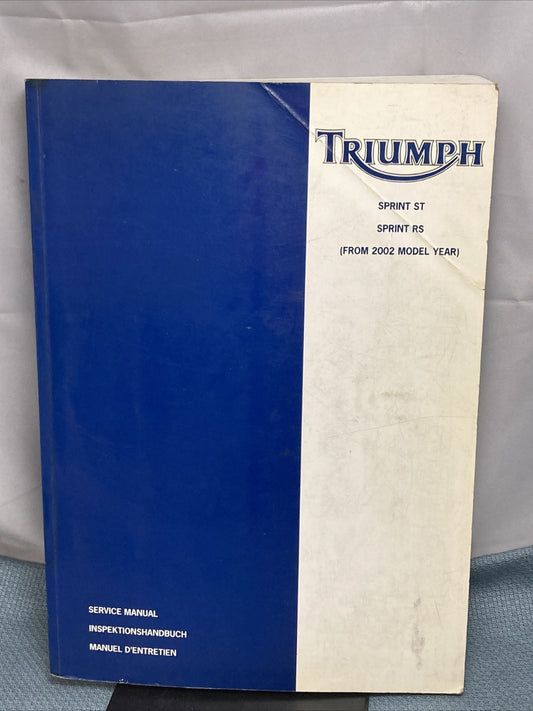 TRIUMPH
SPRINT ST
SPRINT RS
(FROM 2002 MODEL YEAR)
SERVICE MANUAL
INSPEKTIONSHANDBUCH
MANUEL D'ENTRETIEN